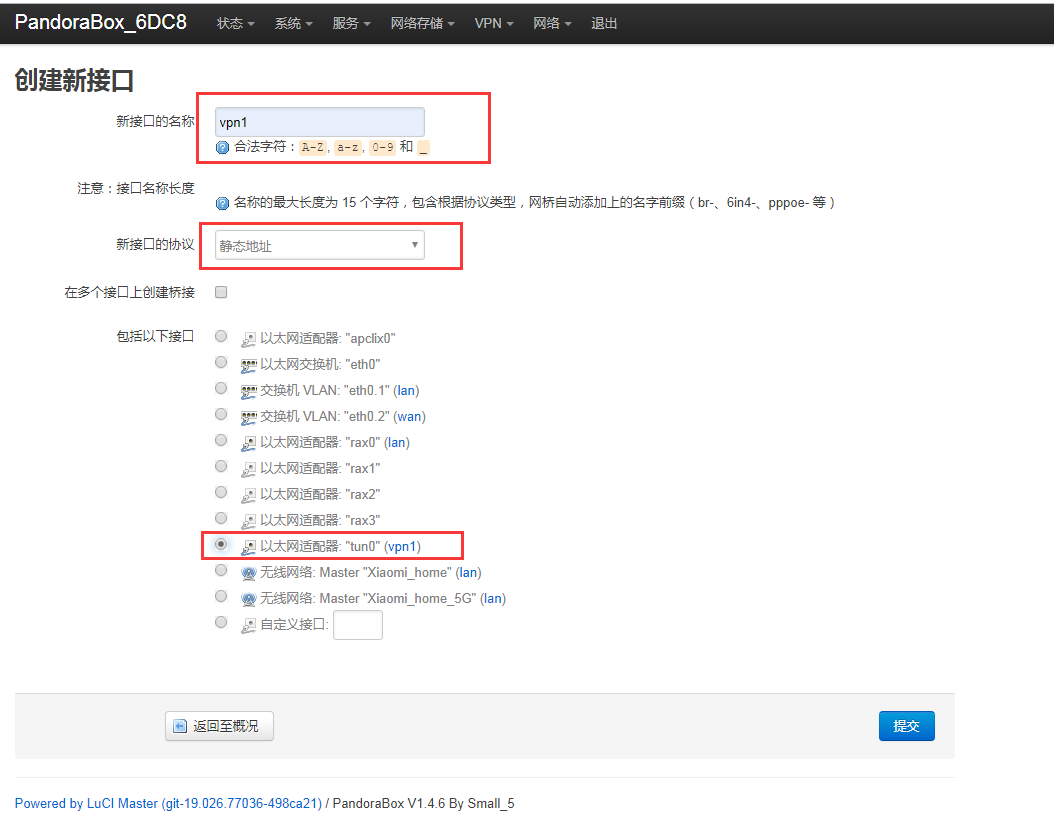 PandoraBox_6DC8 状态 系统 服务 网络存储 VPN 网络 退出
创建新接口
新接口的名称 vpn1
合法字符：A-Z, a-z, 0-9 和 _
注意：接口名称长度
名称的最大长度为 15 个字符，包含根据协议类型，网桥自动添加上的名字前缀（br-、6in4-、pppoe- 等）
新接口的协议 静态地址
在多个接口上创建桥接
包括以下接口
以太网适配器: "apclix0"
以太网交换机: "eth0"
交换机 VLAN: "eth0.1" (lan)
交换机 VLAN: "eth0.2" (wan)
以太网适配器: "rax0" (lan)
以太网适配器: "rax1"
以太网适配器: "rax2"
以太网适配器: "rax3"
以太网适配器: "tun0" (vpn1)
无线网络: Master "Xiaomi_home" (lan)
无线网络: Master "Xiaomi_home_5G" (lan)
自定义接口:
返回至概况 提交
Powered by LuCI Master (git-19.026.77036-498ca21) / PandoraBox V1.4.6 By Small_5